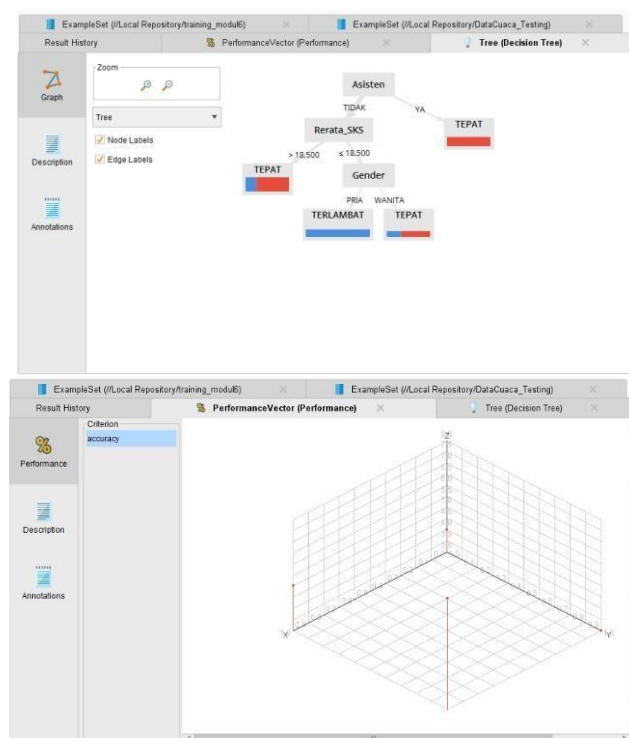 ExampleSet (//Local Repository/training_modul6)
ExampleSet (//Local Repository/DataCuaca_Testing)
Result History
PerformanceVector (Performance)
Tree (Decision Tree)
Graph
Description
Annotations
Zoom
Tree
Node Labels
Edge Labels
Asisten
TIDAK
YA
Rerata_SKS
TEPAT
> 18.500
≤ 18.500
TEPAT
Gender
PRIA
WANITA
TERLAMBAT
TEPAT
ExampleSet (//Local Repository/training_modul6)
ExampleSet (//Local Repository/DataCuaca_Testing)
Result History
PerformanceVector (Performance)
Tree (Decision Tree)
Performance
Description
Annotations
Criterion
accuracy
Z
X
Y